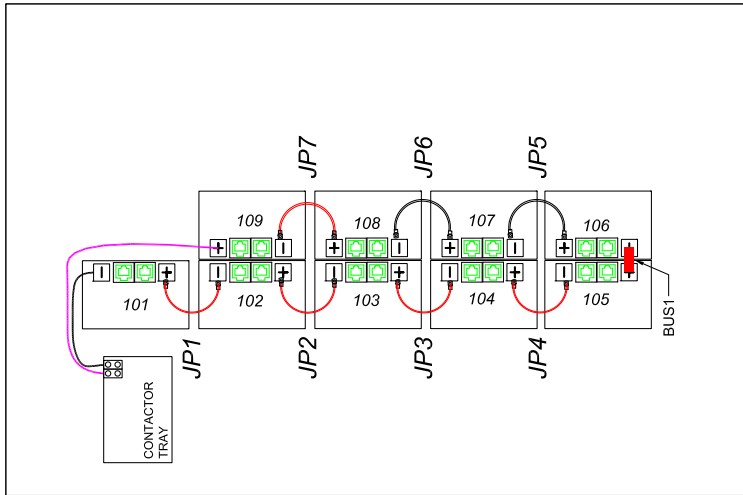 JP7
JP6
JP5
109
108
107
106
+
−
+
−
+
−
+
−
−
+
−
+
−
+
−
+
−
+
101
102
103
104
105
JP1
JP2
JP3
JP4
BUS1
CONTACTOR
TRAY